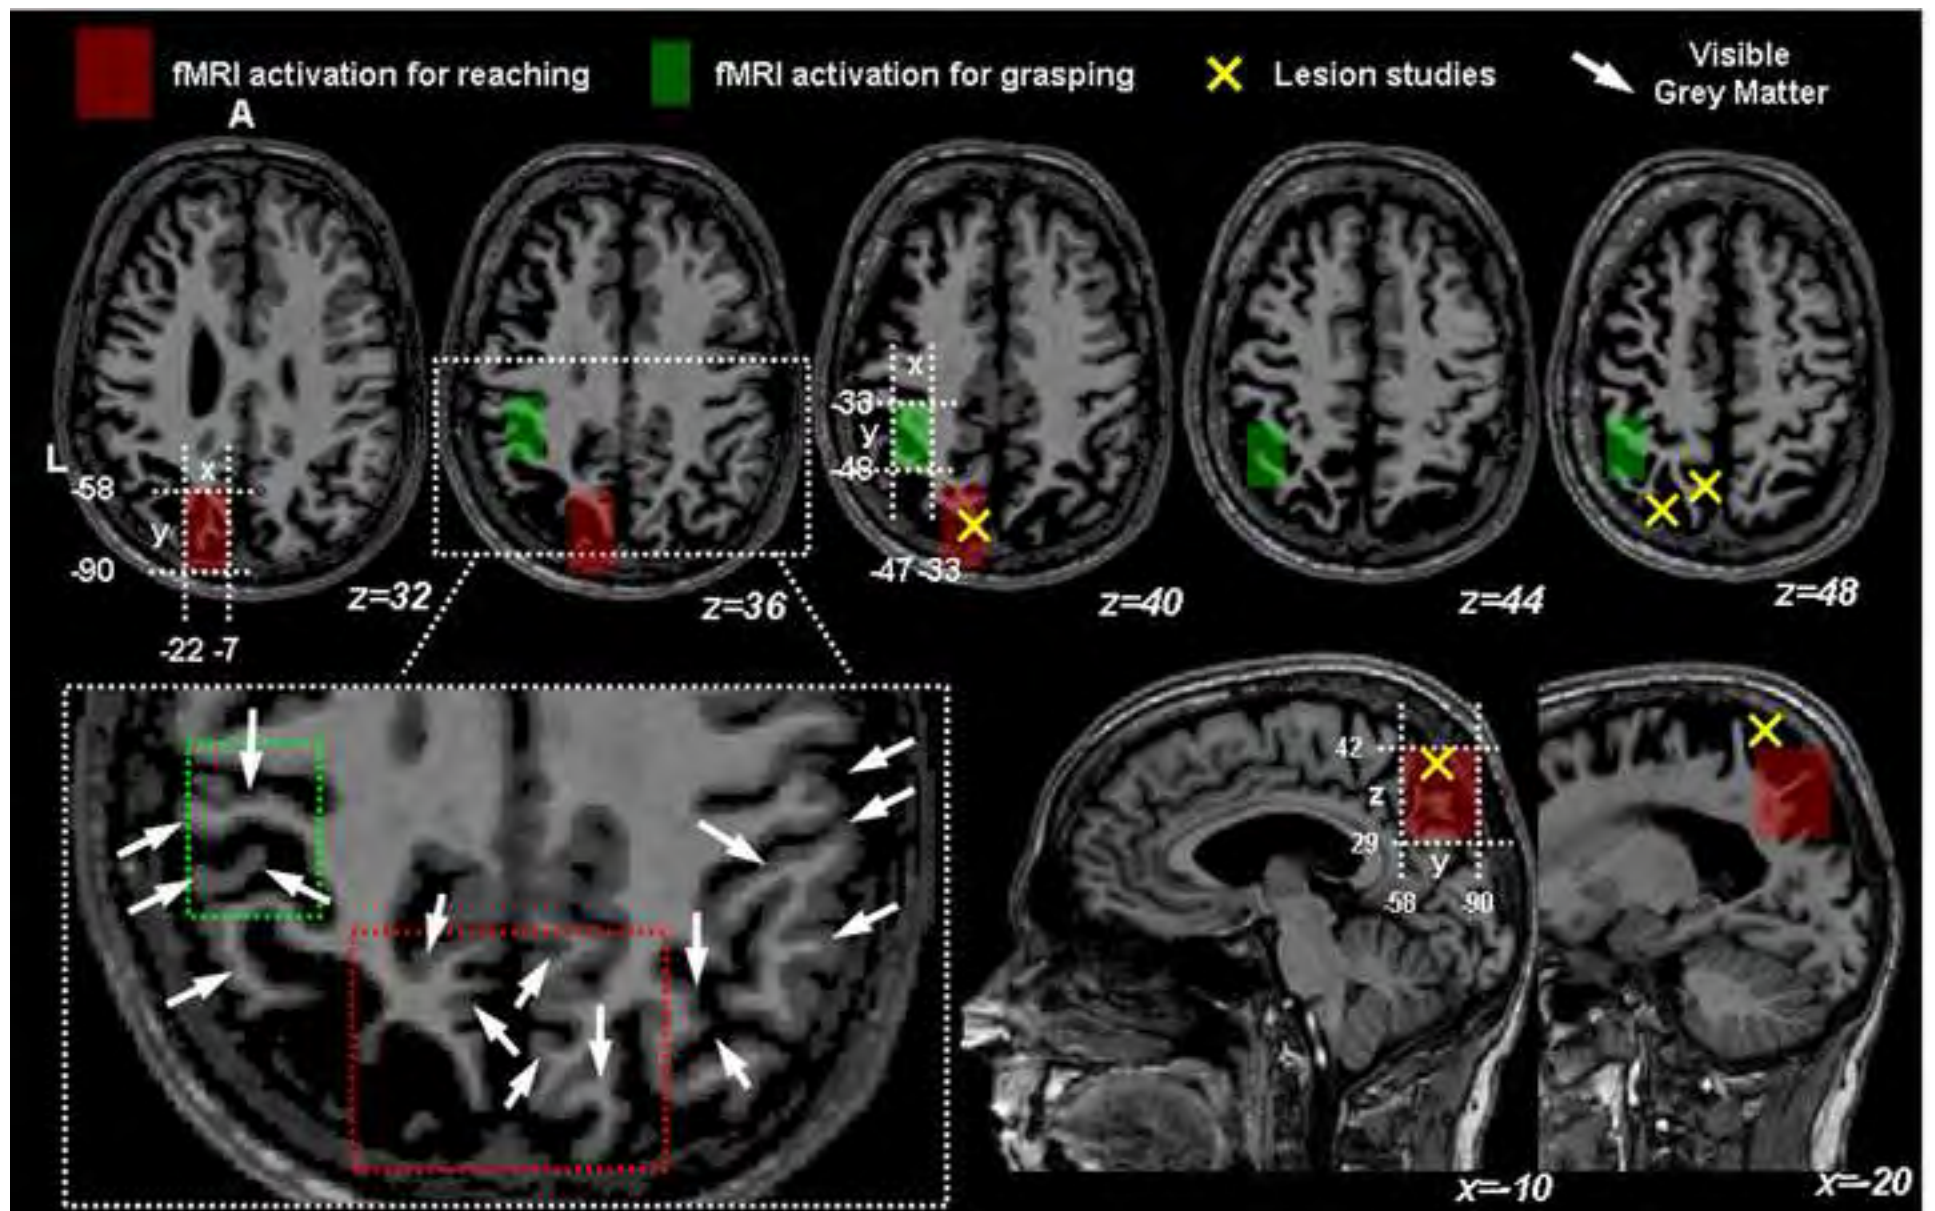 fMRI activation for reaching
fMRI activation for grasping
Lesion studies
Visible
Grey Matter
A
L
x
-58
y
-90
-22 -7
z=32
z=36
x
-33
y
-48
-47 -33
z=40
z=44
z=48
42
z
29
y
-58
-90
x=-10
x=-20